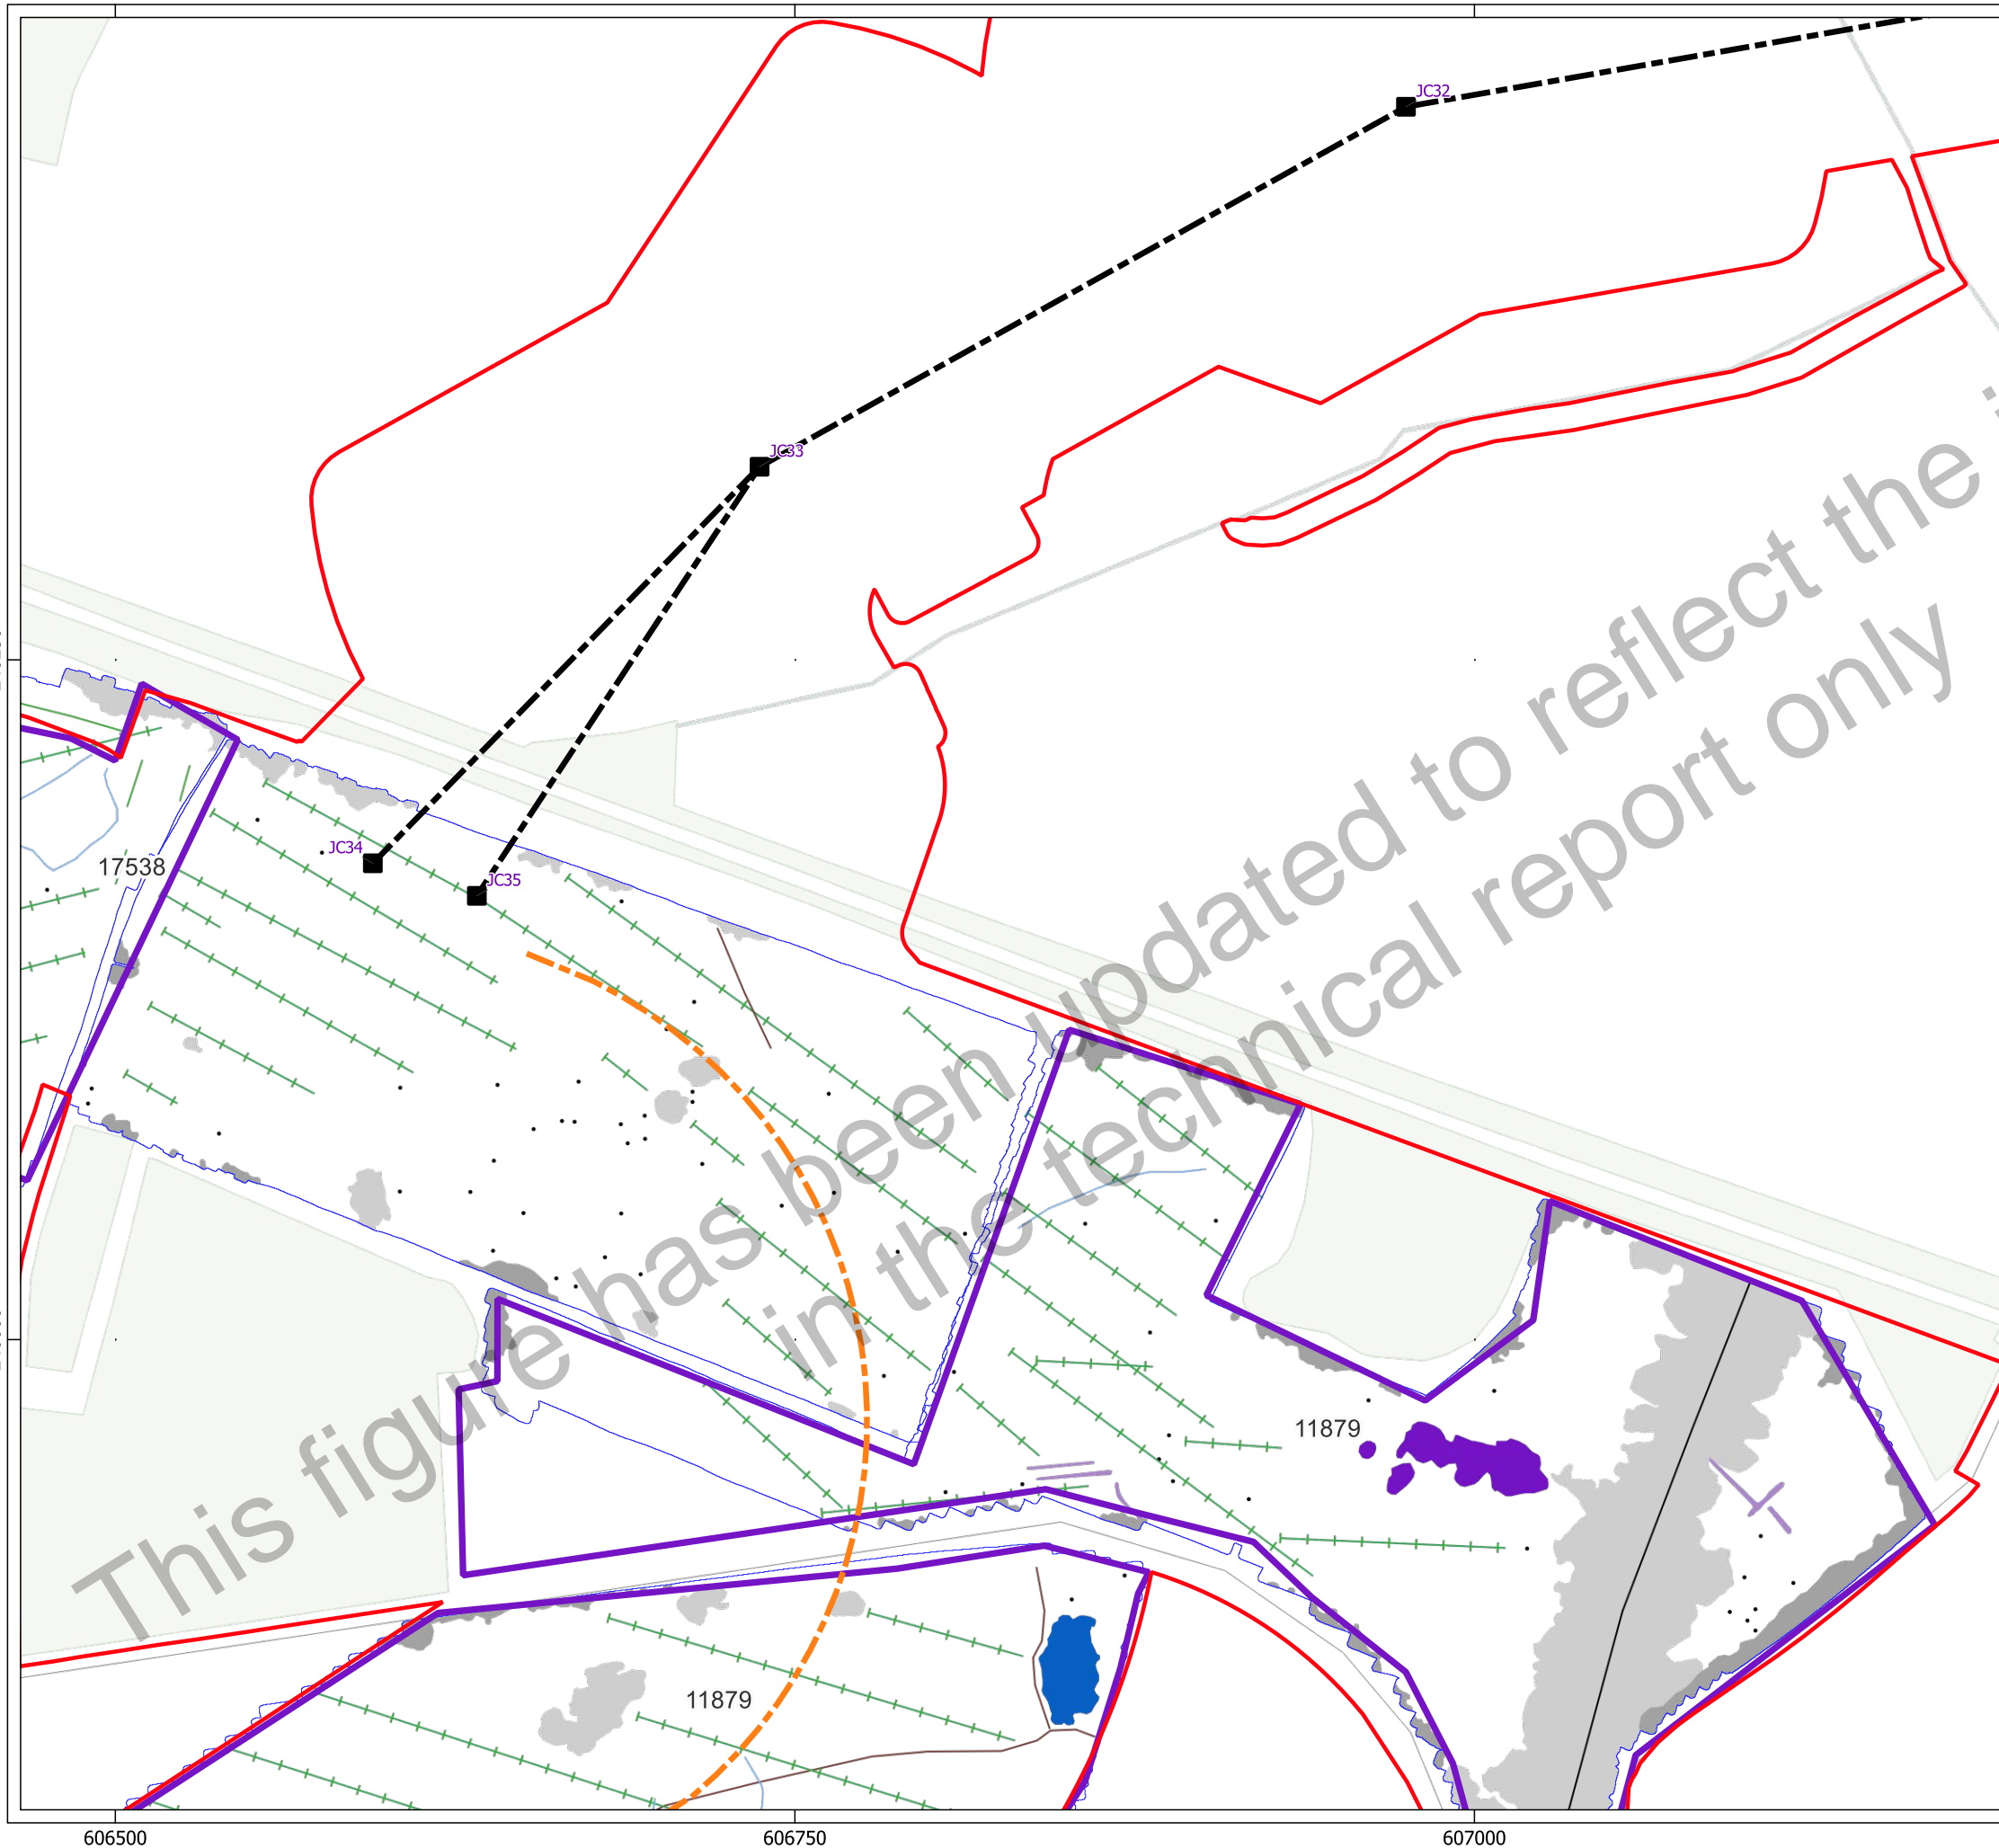 JC32
JC33
JC34
JC35
17538
11879
11879
This figure has been updated to reflect the
in the technical report only
606500
606750
607000